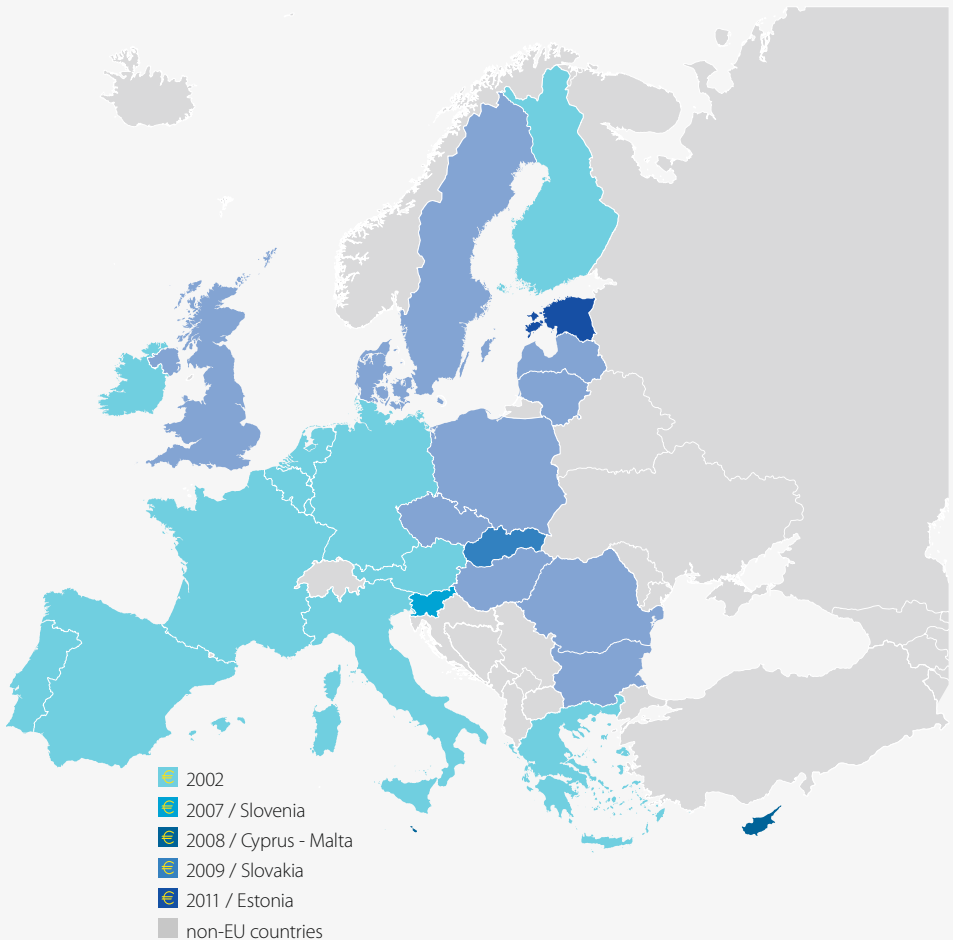 € 2002
€ 2007 / Slovenia
€ 2008 / Cyprus - Malta
€ 2009 / Slovakia
€ 2011 / Estonia
non-EU countries